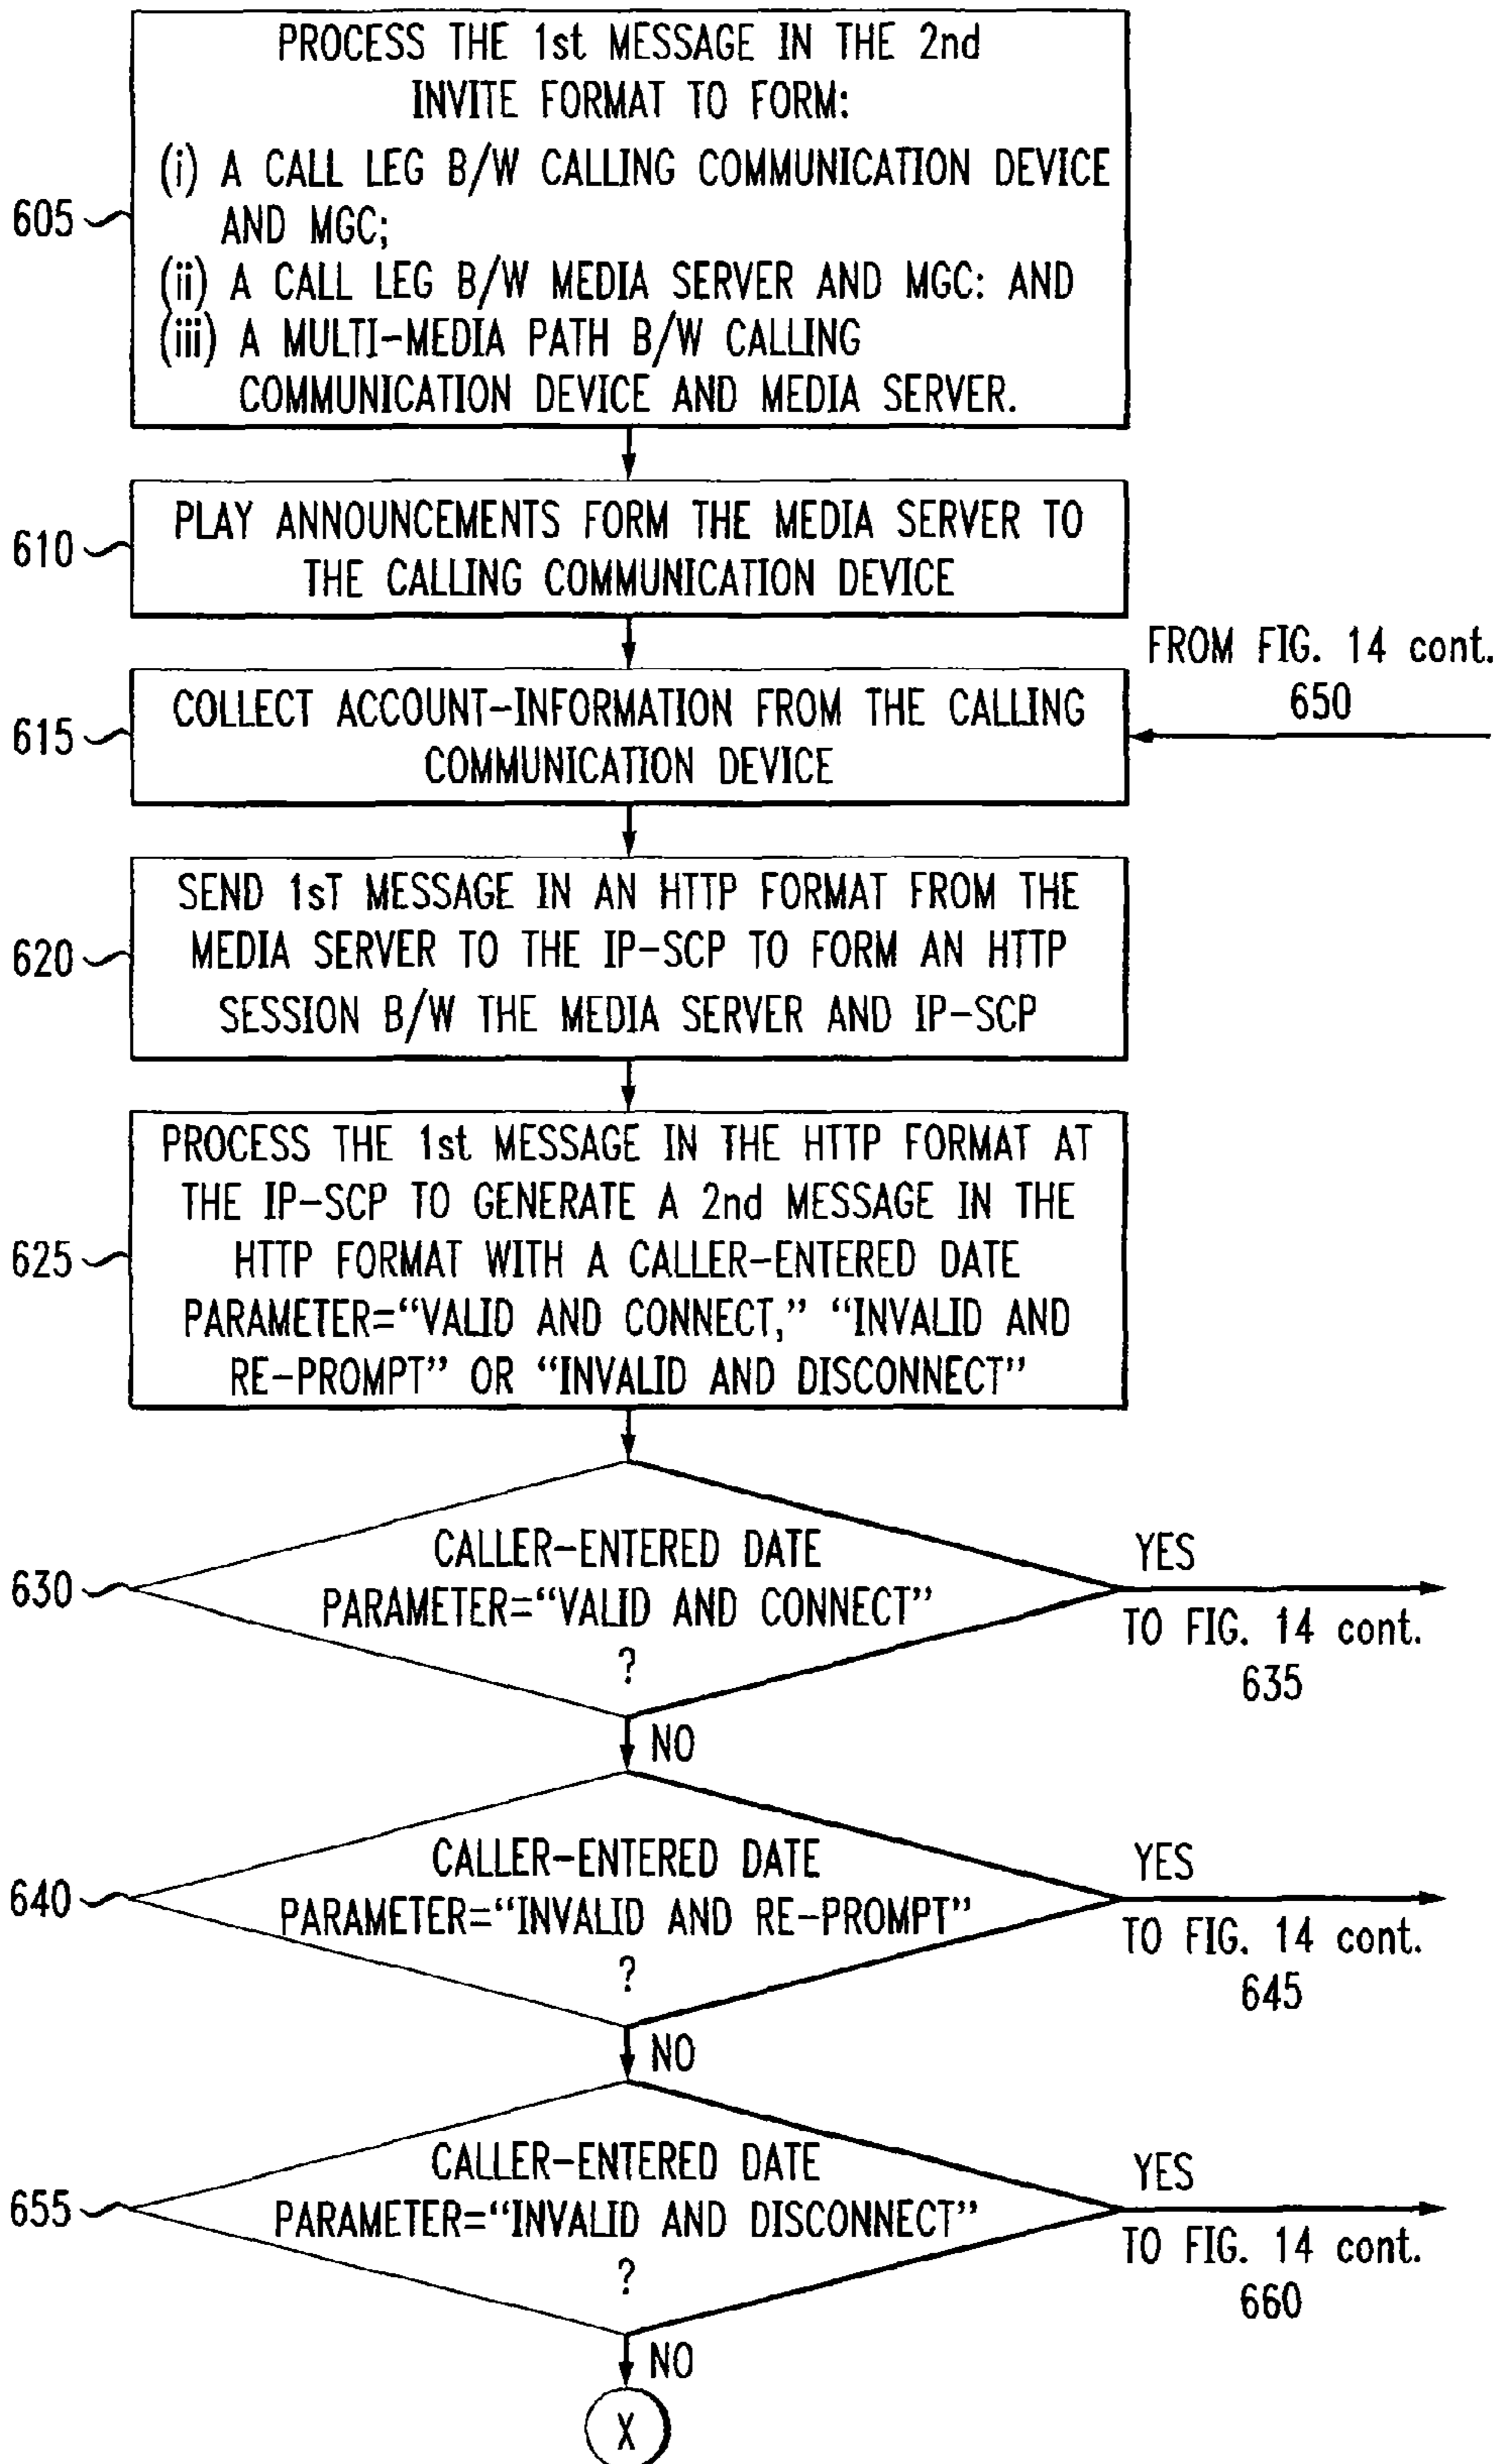 PROCESS THE 1st MESSAGE IN THE 2nd
INVITE FORMAT TO FORM:
(i) A CALL LEG B/W CALLING COMMUNICATION DEVICE
AND MGC;
(ii) A CALL LEG B/W MEDIA SERVER AND MGC: AND
(iii) A MULTI-MEDIA PATH B/W CALLING
COMMUNICATION DEVICE AND MEDIA SERVER.
605
PLAY ANNOUNCEMENTS FORM THE MEDIA SERVER TO
THE CALLING COMMUNICATION DEVICE
610
FROM FIG. 14 cont.
650
COLLECT ACCOUNT-INFORMATION FROM THE CALLING
COMMUNICATION DEVICE
615
SEND 1sT MESSAGE IN AN HTTP FORMAT FROM THE
MEDIA SERVER TO THE IP-SCP TO FORM AN HTTP
SESSION B/W THE MEDIA SERVER AND IP-SCP
620
PROCESS THE 1st MESSAGE IN THE HTTP FORMAT AT
THE IP-SCP TO GENERATE A 2nd MESSAGE IN THE
HTTP FORMAT WITH A CALLER-ENTERED DATE
PARAMETER="VALID AND CONNECT," "INVALID AND
RE-PROMPT" OR "INVALID AND DISCONNECT"
625
CALLER-ENTERED DATE
PARAMETER="VALID AND CONNECT"
?
630
YES
TO FIG. 14 cont.
635
NO
CALLER-ENTERED DATE
PARAMETER="INVALID AND RE-PROMPT"
?
640
YES
TO FIG. 14 cont.
645
NO
CALLER-ENTERED DATE
PARAMETER="INVALID AND DISCONNECT"
?
655
YES
TO FIG. 14 cont.
660
NO
X